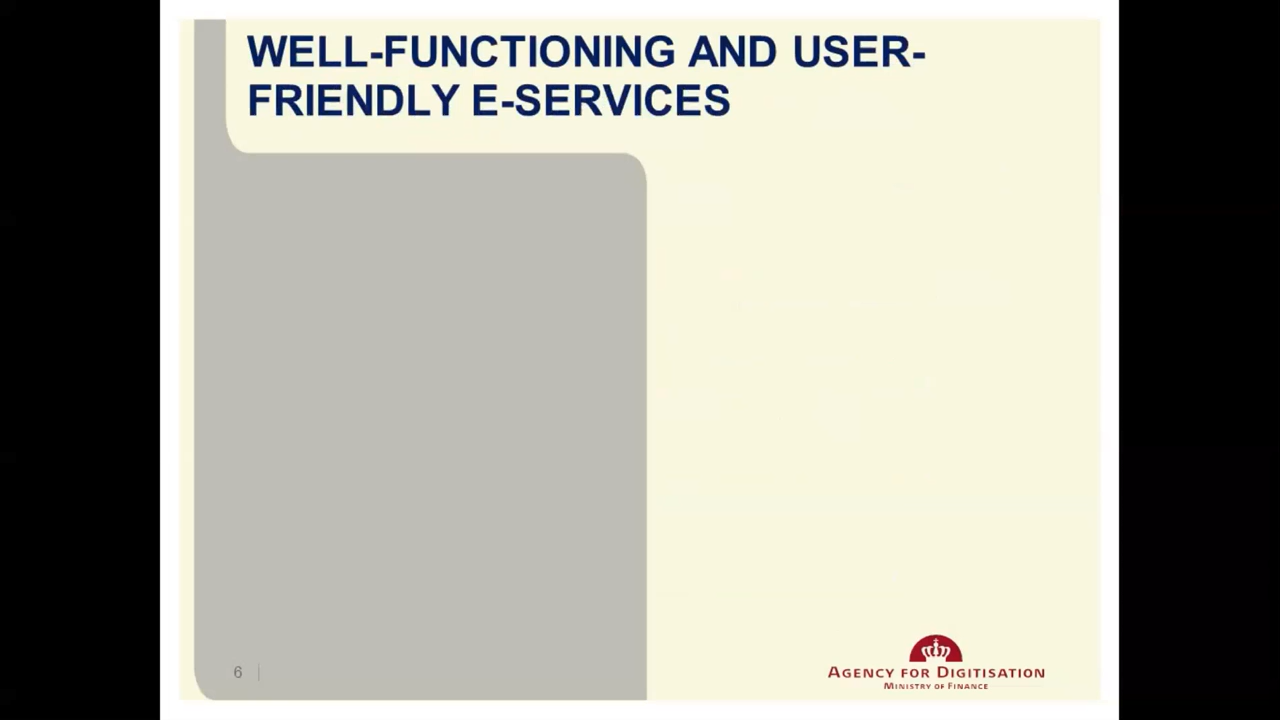 WELL-FUNCTIONING AND USER-
FRIENDLY E-SERVICES
6
AGENCY FOR DIGITISATION
MINISTRY OF FINANCE